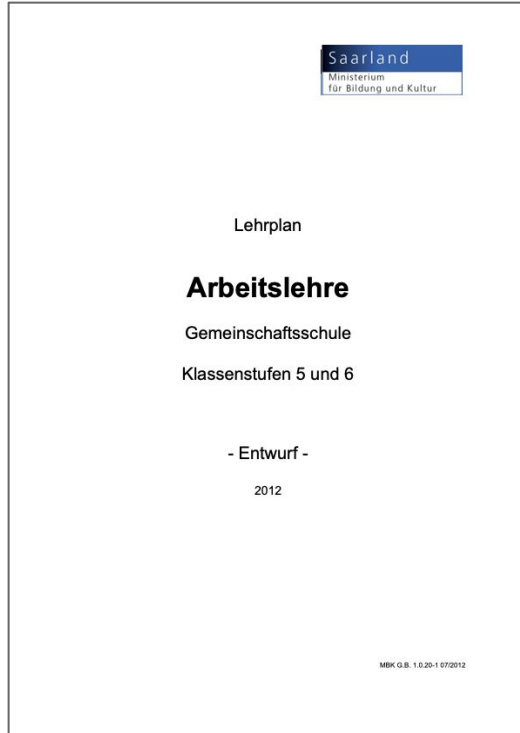 Saarland
Ministerium
für Bildung und Kultur
Lehrplan
Arbeitslehre
Gemeinschaftsschule
Klassenstufen 5 und 6
- Entwurf -
2012
MBK G.B. 1.0.20-1 07/2012